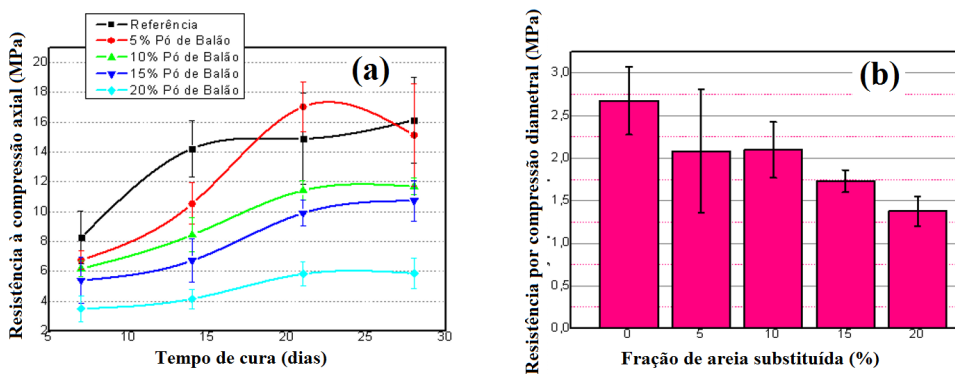 Referência
5% Pó de Balão
10% Pó de Balão
15% Pó de Balão
20% Pó de Balão
(a)
Resistência à compressão axial (MPa)
20
18
16
14
12
10
8
6
4
2
5
10
15
20
25
30
Tempo de cura (dias)
(b)
Resistência por compressão diametral (MPa)
3,0
2,5
2,0
1,5
1,0
0,5
0,0
0
5
10
15
20
Fração de areia substituída (%)